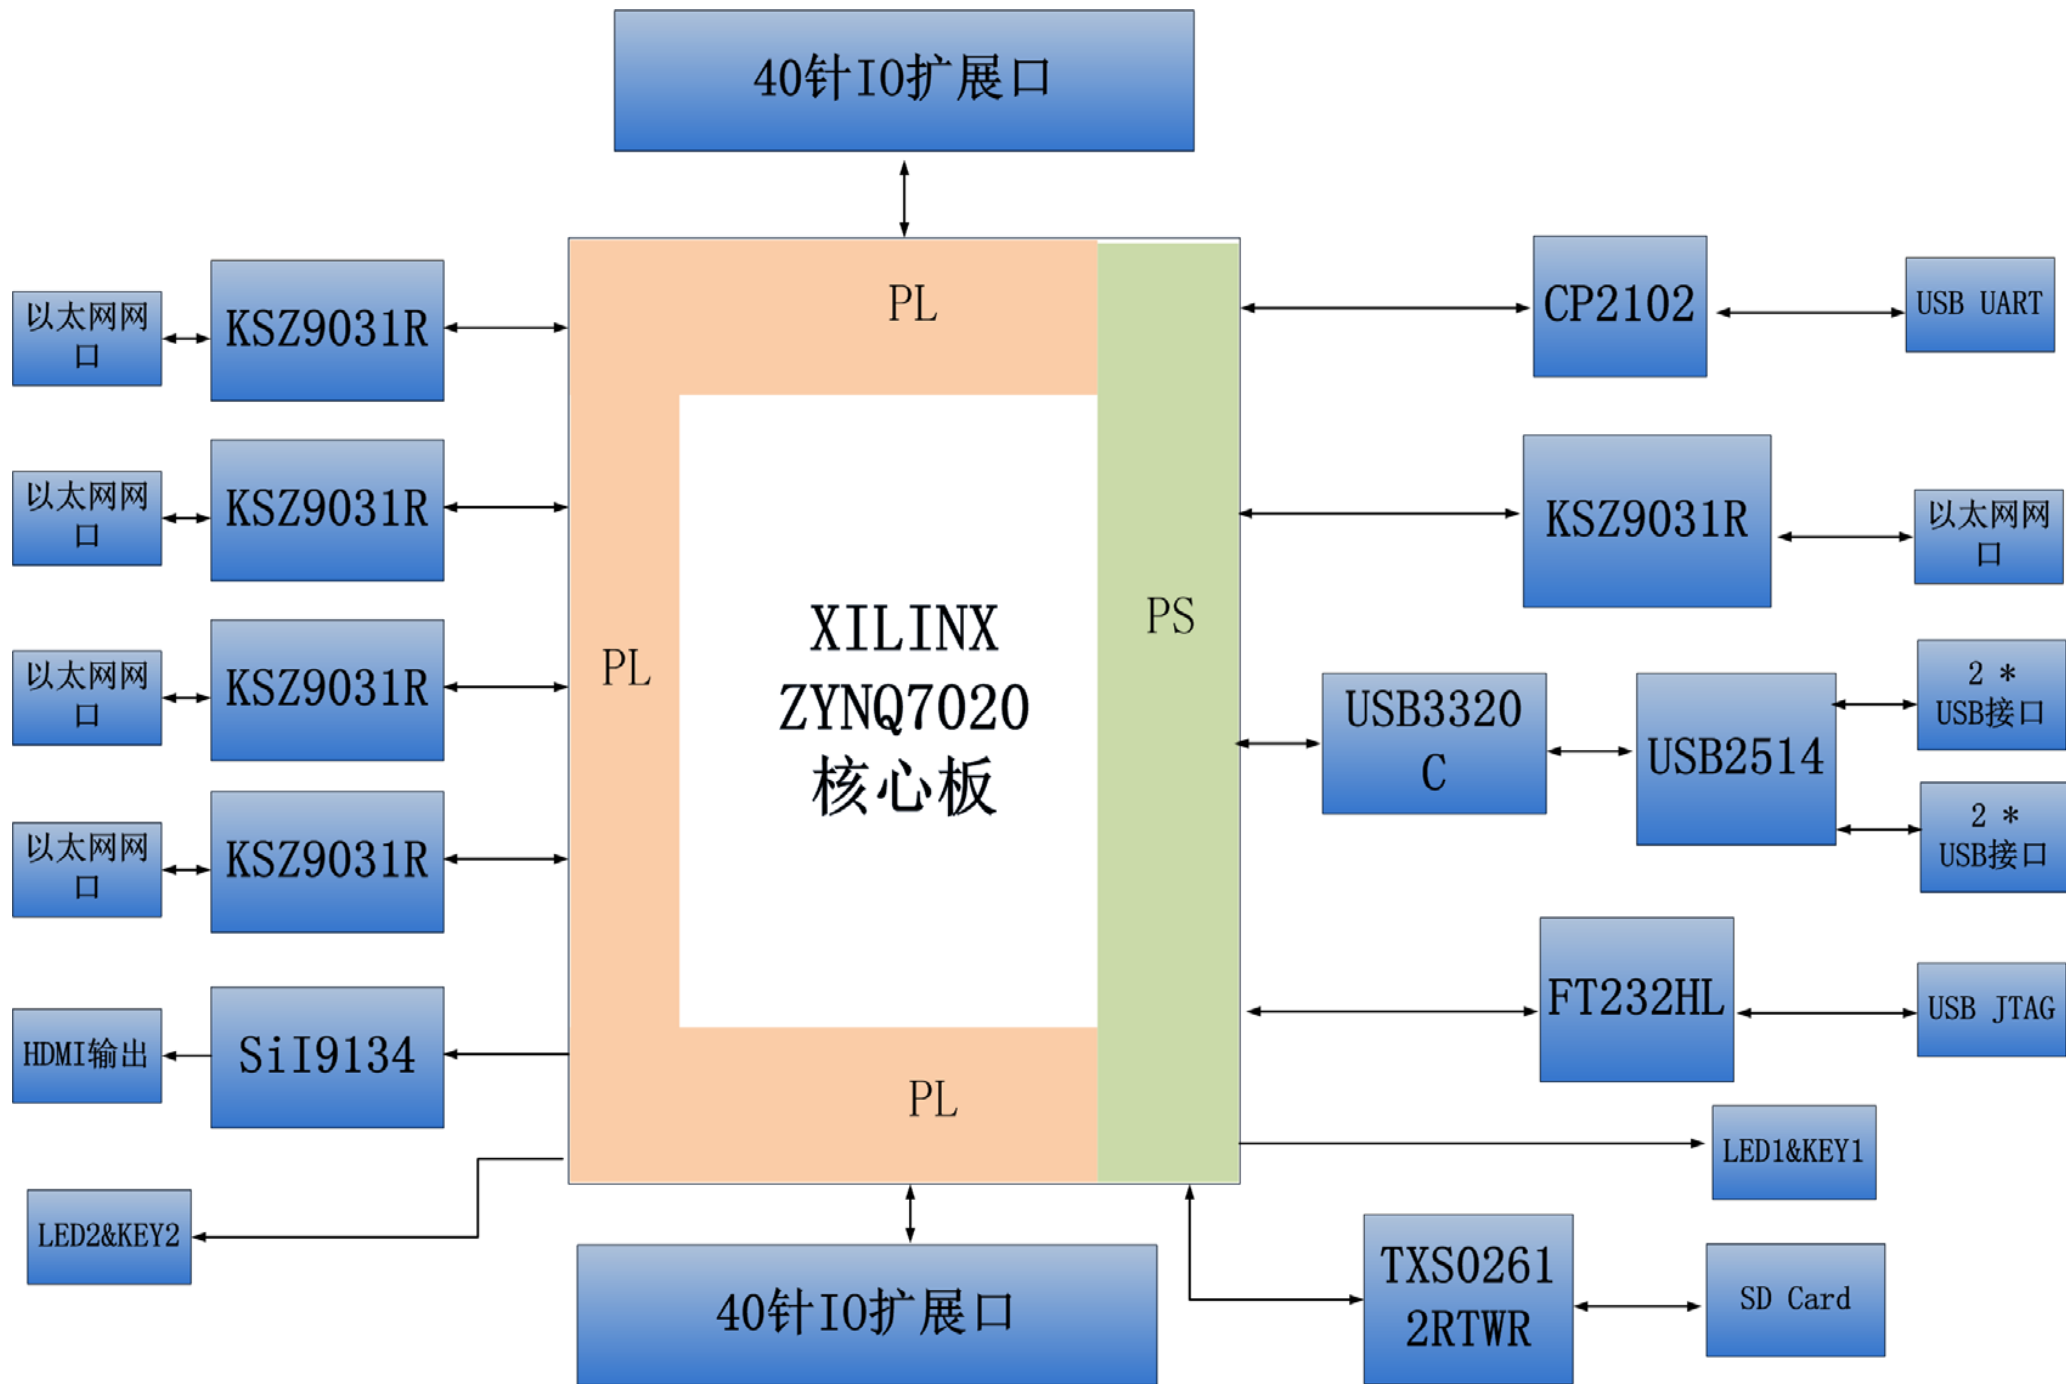 40针IO扩展口
以太网网
口
KSZ9031R
以太网网
口
KSZ9031R
以太网网
口
KSZ9031R
以太网网
口
KSZ9031R
HDMI输出
SiI9134
LED2&KEY2
PL
PL
PL
XILINX
ZYNQ7020
核心板
PS
CP2102
USB UART
KSZ9031R
以太网网
口
USB3320
C
USB2514
2 *
USB接口
2 *
USB接口
FT232HL
USB JTAG
LED1&KEY1
TXS0261
2RTWR
SD Card
40针IO扩展口